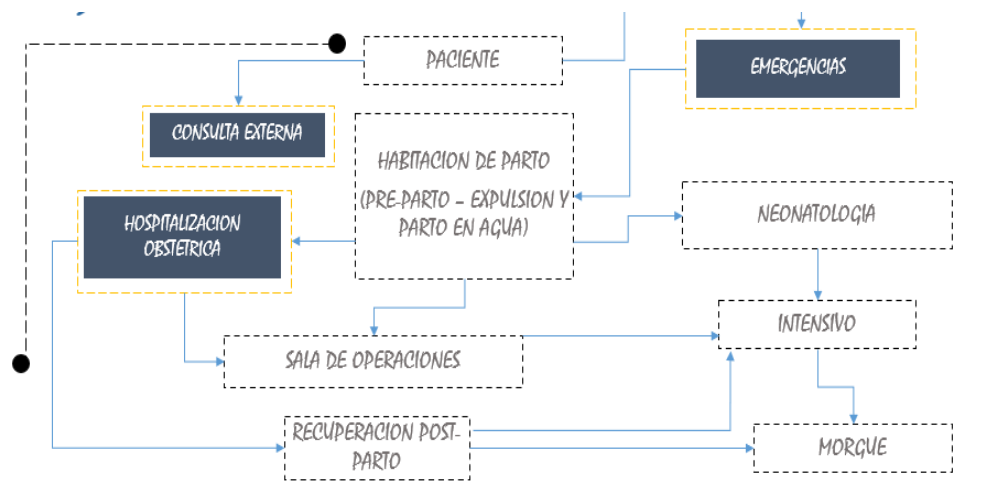 PACIENTE
EMERGENCIAS
CONSULTA EXTERNA
HABITACION DE PARTO
(PRE-PARTO – EXPULSION Y
PARTO EN AGUA)
NEONATOLOGIA
HOSPITALIZACION
OBSTETRICA
INTENSIVO
SALA DE OPERACIONES
RECUPERACION POST-
PARTO
MORGUE